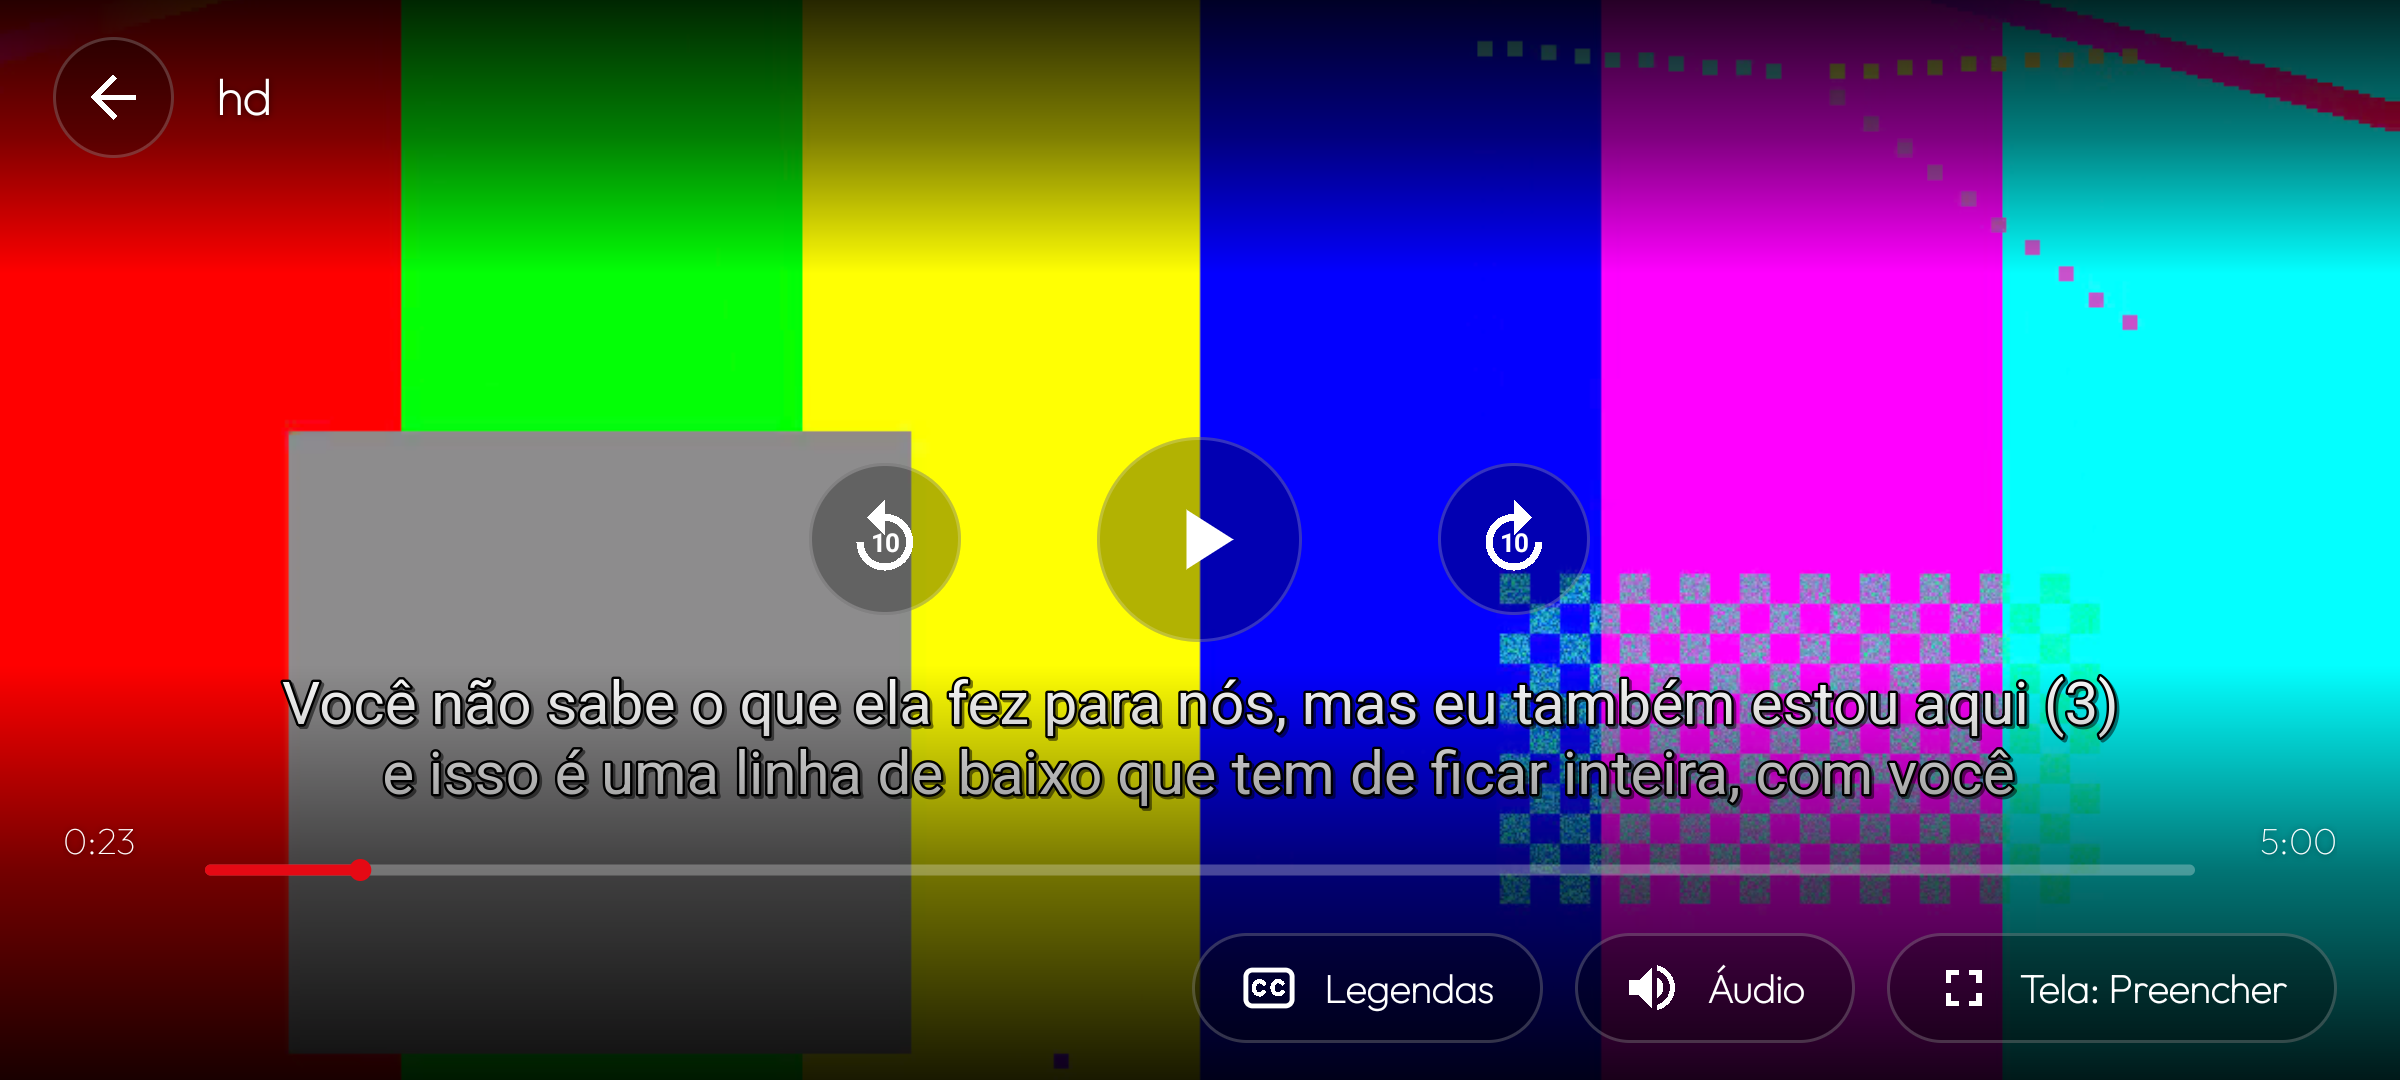 hd
10
10
Você não sabe o que ela fez para nós, mas eu também estou aqui (3)
e isso é uma linha de baixo que tem de ficar inteira, com você
0:23
5:00
CC Legendas
Áudio
Tela: Preencher